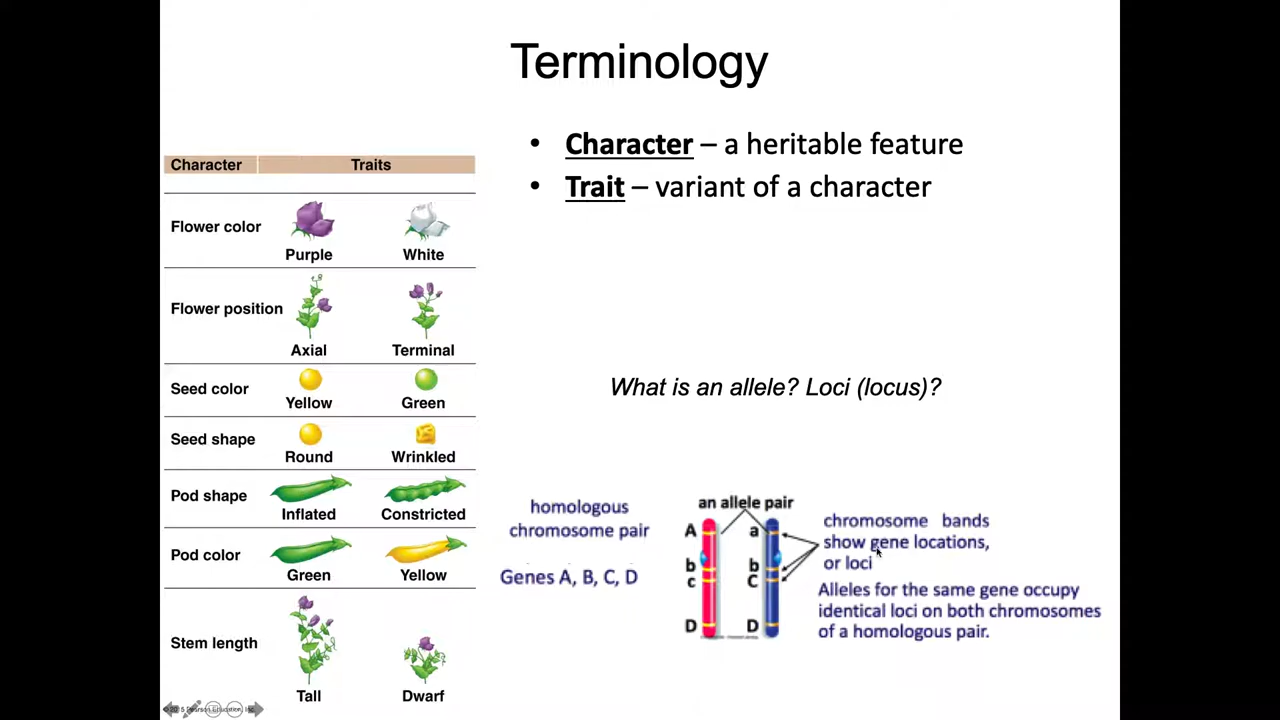 Terminology
• Character – a heritable feature
• Trait – variant of a character
Character Traits
Flower color
Purple White
Flower position
Axial Terminal
Seed color
Yellow Green
Seed shape
Round Wrinkled
Pod shape
Inflated Constricted
Pod color
Green Yellow
Stem length
Tall Dwarf
Pearson Education,
What is an allele? Loci (locus)?
homologous
chromosome pair
Genes A, B, C, D
an allele pair
A a
b b
c C
D D
chromosome bands
show gene locations,
or loci
Alleles for the same gene occupy
identical loci on both chromosomes
of a homologous pair.